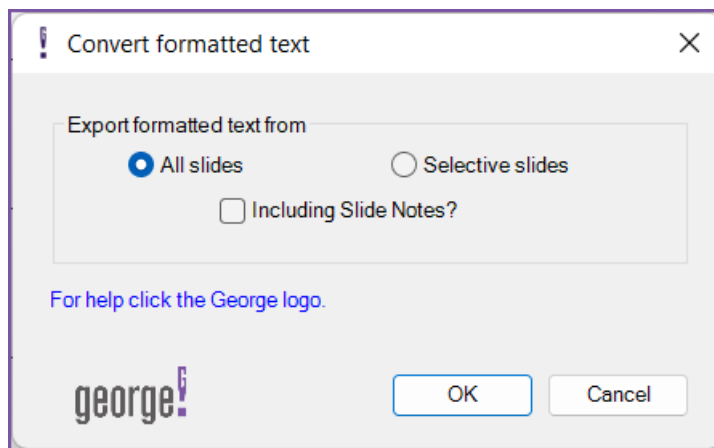 Convert formatted text
Export formatted text from
All slides
Selective slides
Including Slide Notes?
For help click the George logo.
george!
OK
Cancel